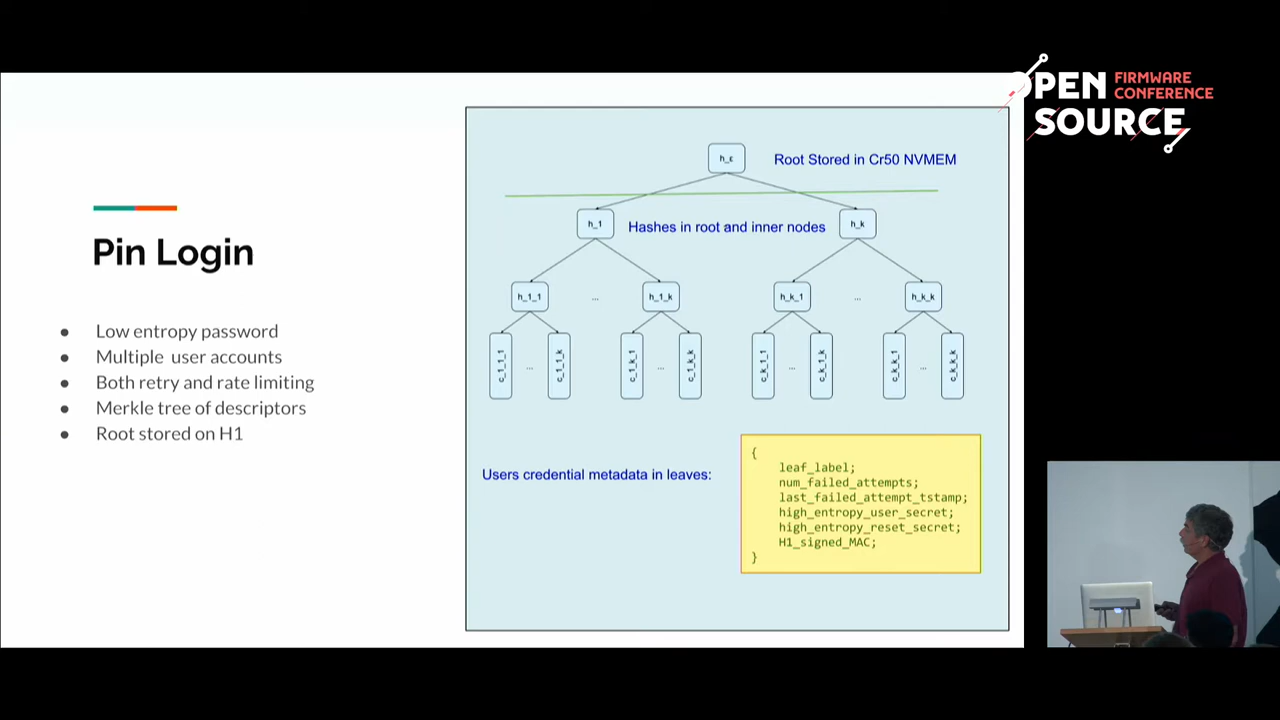 OPEN FIRMWARE CONFERENCE
SOURCE
Pin Login
● Low entropy password
● Multiple user accounts
● Both retry and rate limiting
● Merkle tree of descriptors
● Root stored on H1
h_ε
Root Stored in Cr50 NVMEM
h_1
Hashes in root and inner nodes
h_k
h_1_1 ... h_1_k h_k_1 ... h_k_k
c_1_1_1 ... c_1_1_k c_1_k_1 ... c_1_k_k c_k_1_1 ... c_k_1_k c_k_k_1 ... c_k_k_k
Users credential metadata in leaves:
{
leaf_label;
num_failed_attempts;
last_failed_attempt_tstamp;
high_entropy_user_secret;
high_entropy_reset_secret;
H1_signed_MAC;
}